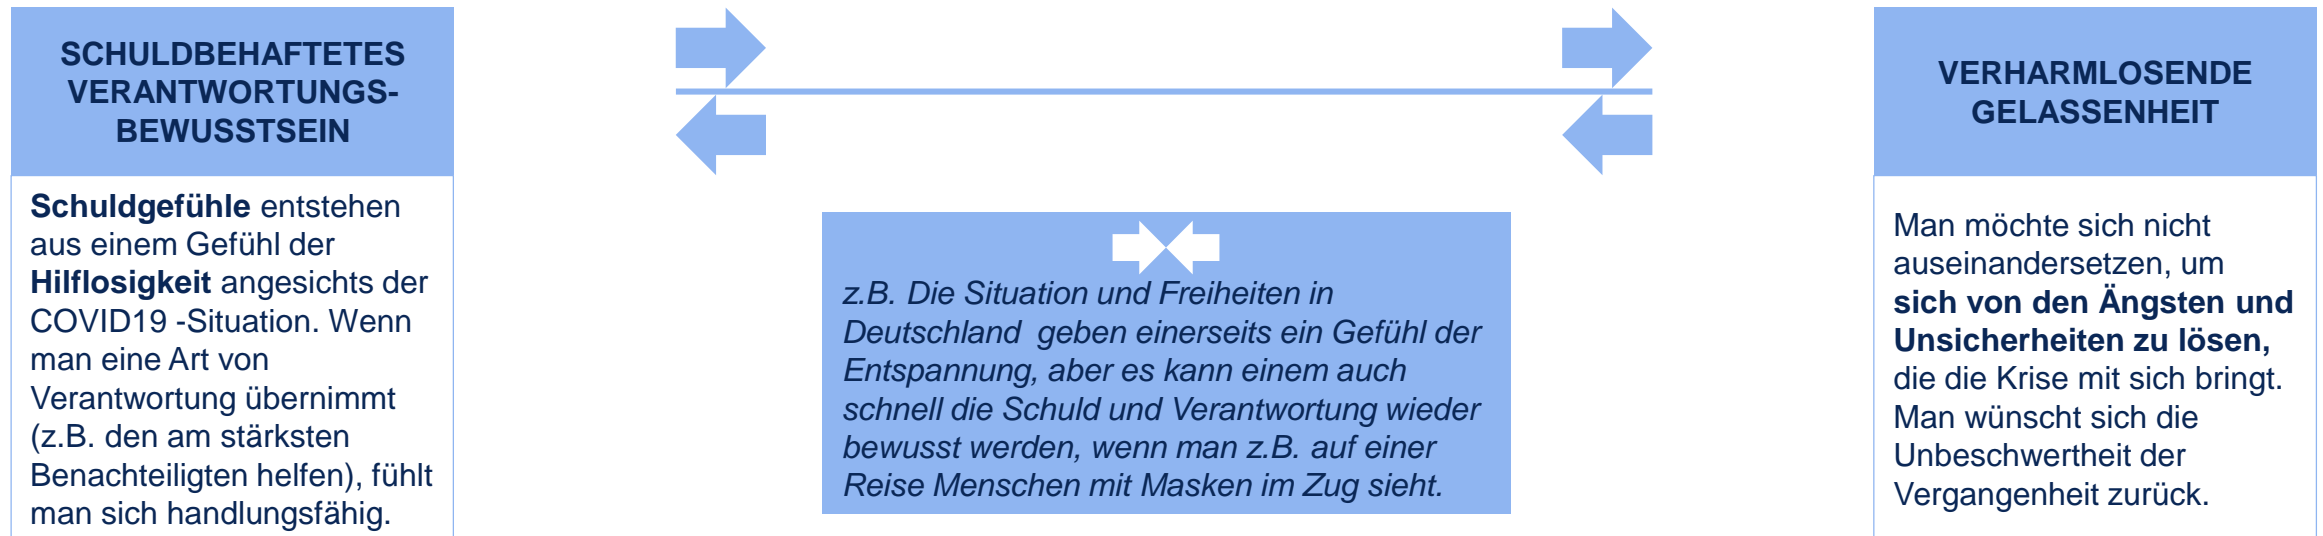 SCHULDBEHAFTETES
VERANTWORTUNGS-
BEWUSSTSEIN
Schuldgefühle entstehen
aus einem Gefühl der
Hilflosigkeit angesichts der
COVID19 -Situation. Wenn
man eine Art von
Verantwortung übernimmt
(z.B. den am stärksten
Benachteiligten helfen), fühlt
man sich handlungsfähig.
z.B. Die Situation und Freiheiten in
Deutschland  geben einerseits ein Gefühl der
Entspannung, aber es kann einem auch
schnell die Schuld und Verantwortung wieder
bewusst werden, wenn man z.B. auf einer
Reise Menschen mit Masken im Zug sieht.
VERHARMLOSENDE
GELASSENHEIT
Man möchte sich nicht
auseinandersetzen, um
sich von den Ängsten und
Unsicherheiten zu lösen,
die die Krise mit sich bringt.
Man wünscht sich die
Unbeschwertheit der
Vergangenheit zurück.